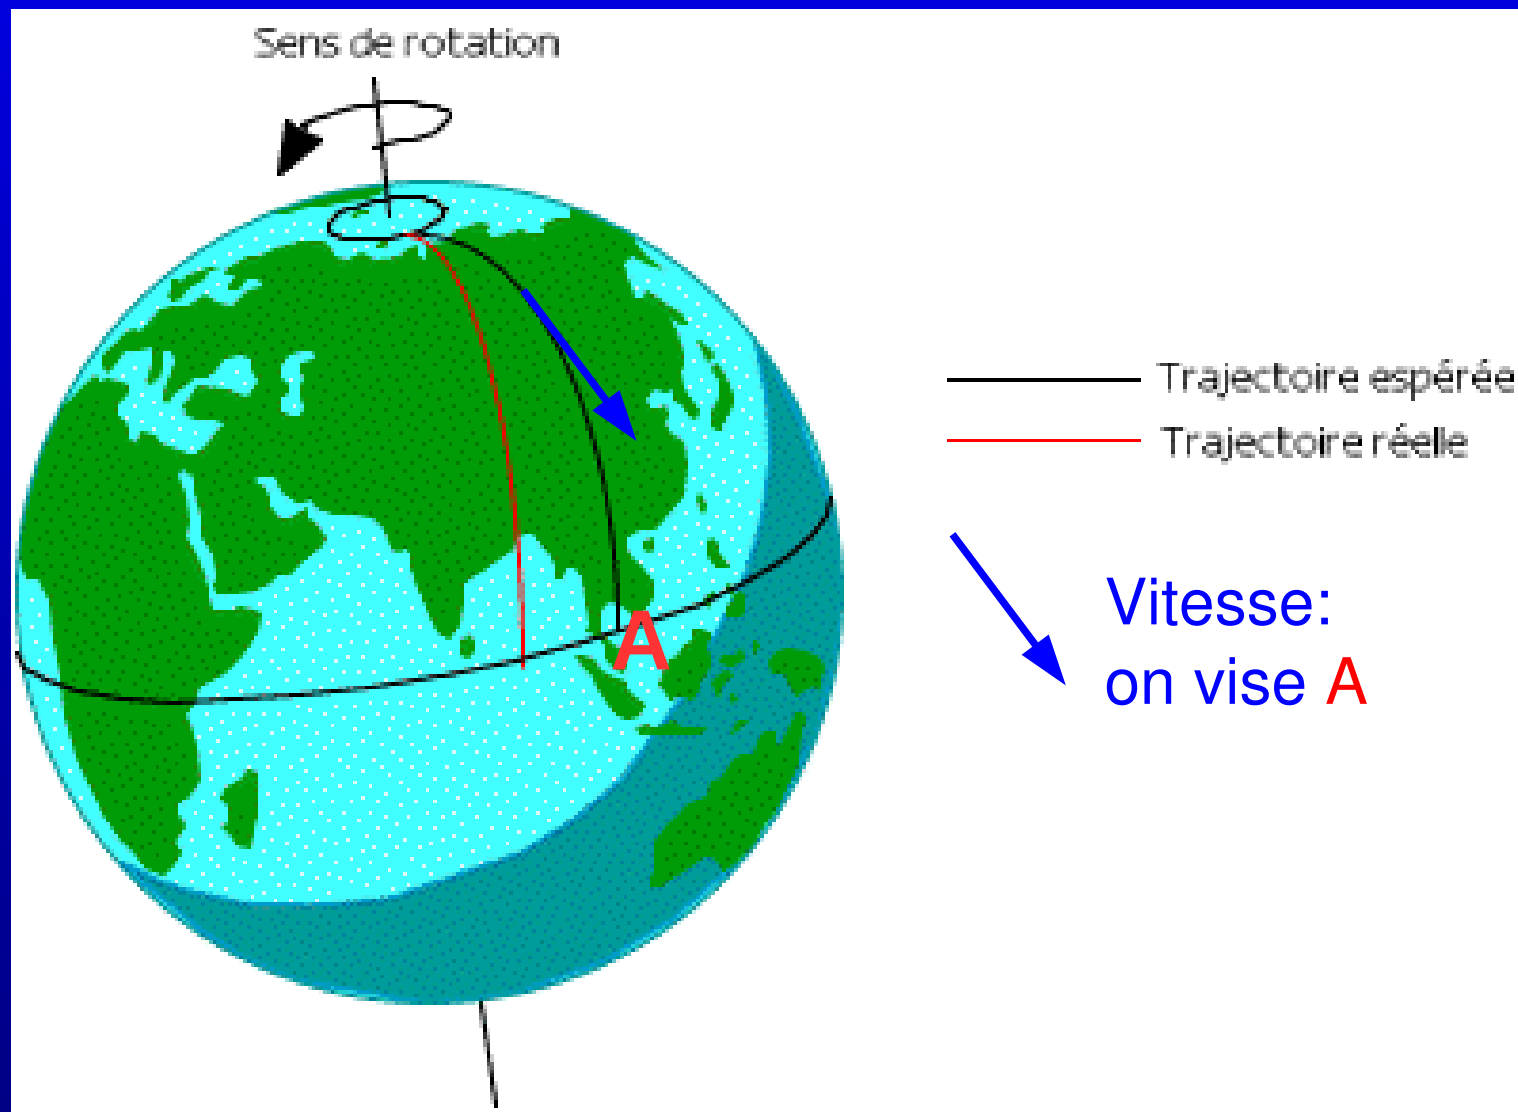 Sens de rotation
Trajectoire espérée
Trajectoire réelle
A
Vitesse:
on vise A